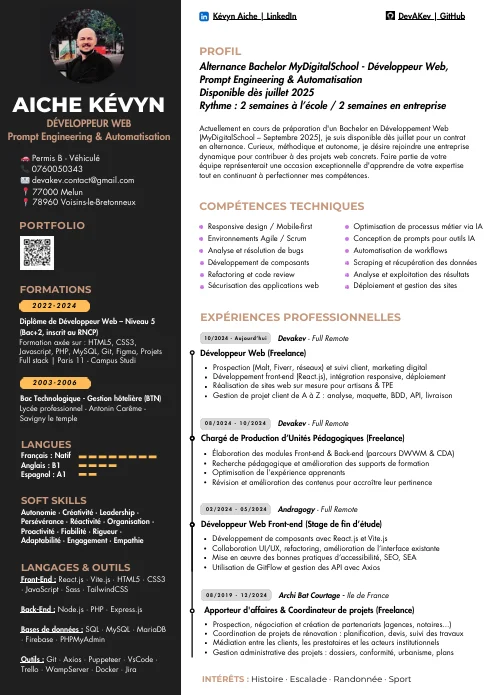 AICHE KÉVYN
DÉVELOPPEUR WEB
Prompt Engineering & Automatisation
Permis B - Véhiculé
0760050343
devakev.contact@gmail.com
77000 Melun
78960 Voisins-le-Bretonneux
PORTFOLIO
FORMATIONS
2022-2024
Diplôme de Développeur Web – Niveau 5
(Bac+2, inscrit au RNCP)
Formation axée sur : HTML5, CSS3,
Javascript, PHP, MySQL, Git, Figma, Projets
Full stack | Paris 11 - Campus Studi
2003-2006
Bac Technologique - Gestion hôtelière (BTN)
Lycée professionnel - Antonin Carême -
Savigny le temple
LANGUES
Français : Natif
Anglais : B1
Espagnol : A1
SOFT SKILLS
Autonomie · Créativité · Leadership ·
Persévérance · Réactivité · Organisation ·
Proactivité · Fiabilité · Rigueur ·
Adaptabilité · Engagement · Empathie
LANGAGES & OUTILS
Front-End : React.js · Vite.js · HTML5 · CSS3
· JavaScript · Sass · TailwindCSS
Back-End : Node.js · PHP · Express.js
Bases de données : SQL · MySQL · MariaDB
· Firebase · PHPMyAdmin
Outils : Git · Axios · Puppeteer · VsCode ·
Trello · WampServer · Docker · Jira
Kévyn Aiche | LinkedIn
DevAKev | GitHub
PROFIL
Alternance Bachelor MyDigitalSchool - Développeur Web,
Prompt Engineering & Automatisation
Disponible dès juillet 2025
Rythme : 2 semaines à l'école / 2 semaines en entreprise
Actuellement en cours de préparation d'un Bachelor en Développement Web
(MyDigitalSchool – Septembre 2025), je suis disponible dès juillet pour un contrat
en alternance. Curieux, méthodique et autonome, je désire rejoindre une entreprise
dynamique pour contribuer à des projets web concrets. Faire partie de votre
équipe représenterait une occasion exceptionnelle d'apprendre de votre expertise
tout en continuant à perfectionner mes compétences.
COMPÉTENCES TECHNIQUES
Responsive design / Mobile-first
Environnements Agile / Scrum
Analyse et résolution de bugs
Développement de composants
Refactoring et code review
Sécurisation des applications web
Optimisation de processus métier via IA
Conception de prompts pour outils IA
Automatisation de workflows
Scraping et récupération des données
Analyse et exploitation des résultats
Déploiement et gestion des sites
EXPÉRIENCES PROFESSIONNELLES
10/2024 - Aujourd'hui Devakev - Full Remote
Développeur Web (Freelance)
• Prospection (Malt, Fiverr, réseaux) et suivi client, marketing digital
• Développement front-end (React.js), intégration responsive, déploiement
• Réalisation de sites web sur mesure pour artisans & TPE
• Gestion de projet client de A à Z : analyse, maquette, BDD, API, livraison
08/2024 - 10/2024 Devakev - Full Remote
Chargé de Production d'Unités Pédagogiques (Freelance)
• Élaboration des modules Front-end & Back-end (parcours DWWM & CDA)
• Recherche pédagogique et amélioration des supports de formation
• Optimisation de l'expérience apprenants
• Révision et amélioration des contenus pour accroître leur pertinence
02/2024 - 05/2024 Andragogy - Full Remote
Développeur Web Front-end (Stage de fin d'étude)
• Développement de composants avec React.js et Vite.js
• Collaboration UI/UX, refactoring, amélioration de l'interface existante
• Mise en œuvre des bonnes pratiques d'accessibilité, SEO, SEA
• Utilisation de GitFlow et gestion des API avec Axios
08/2019 - 12/2024 Archi Bat Courtage - Ile de France
Apporteur d'affaires & Coordinateur de projets (Freelance)
• Prospection, négociation et création de partenariats (agences, notaires...)
• Coordination de projets de rénovation : planification, devis, suivi des travaux
• Médiation entre les clients, les prestataires et les acteurs institutionnels
• Gestion administrative des projets : dossiers, conformité, urbanisme, plans
INTÉRÊTS : Histoire · Escalade · Randonnée · Sport